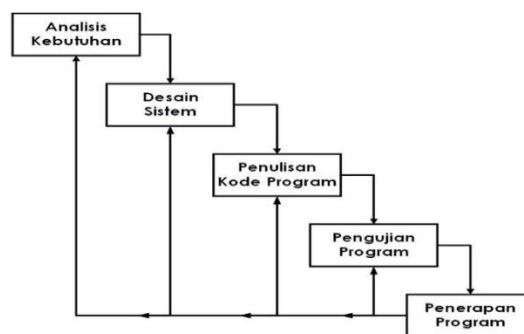 Analisis
Kebutuhan
Desain
Sistem
Penulisan
Kode Program
Pengujian
Program
Penerapan
Program